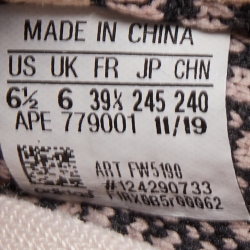 MADE IN CHINA
US UK FR JP CHN
6½ 6 39⅓ 245 240
APE 779001 11/19
ART FW5190
#124290733